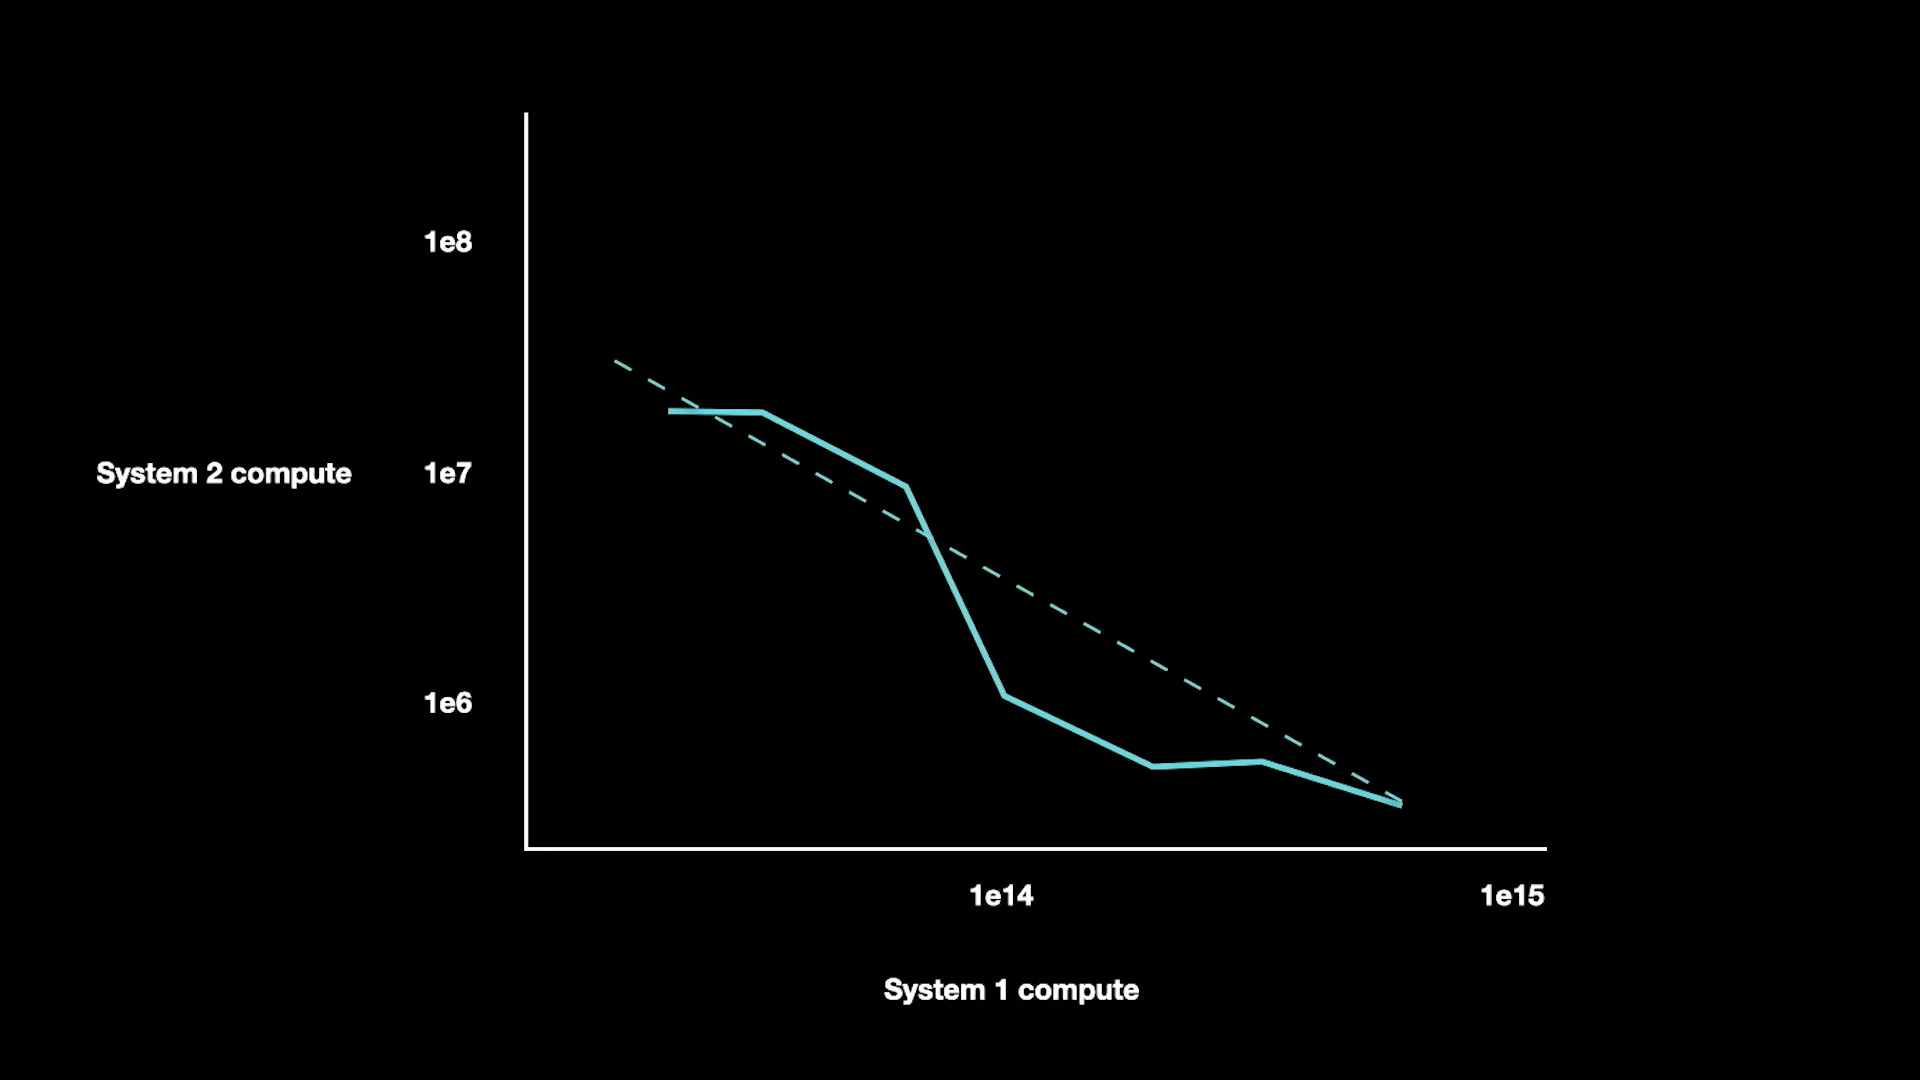 1e8
System 2 compute
1e7
1e6
1e14
1e15
System 1 compute